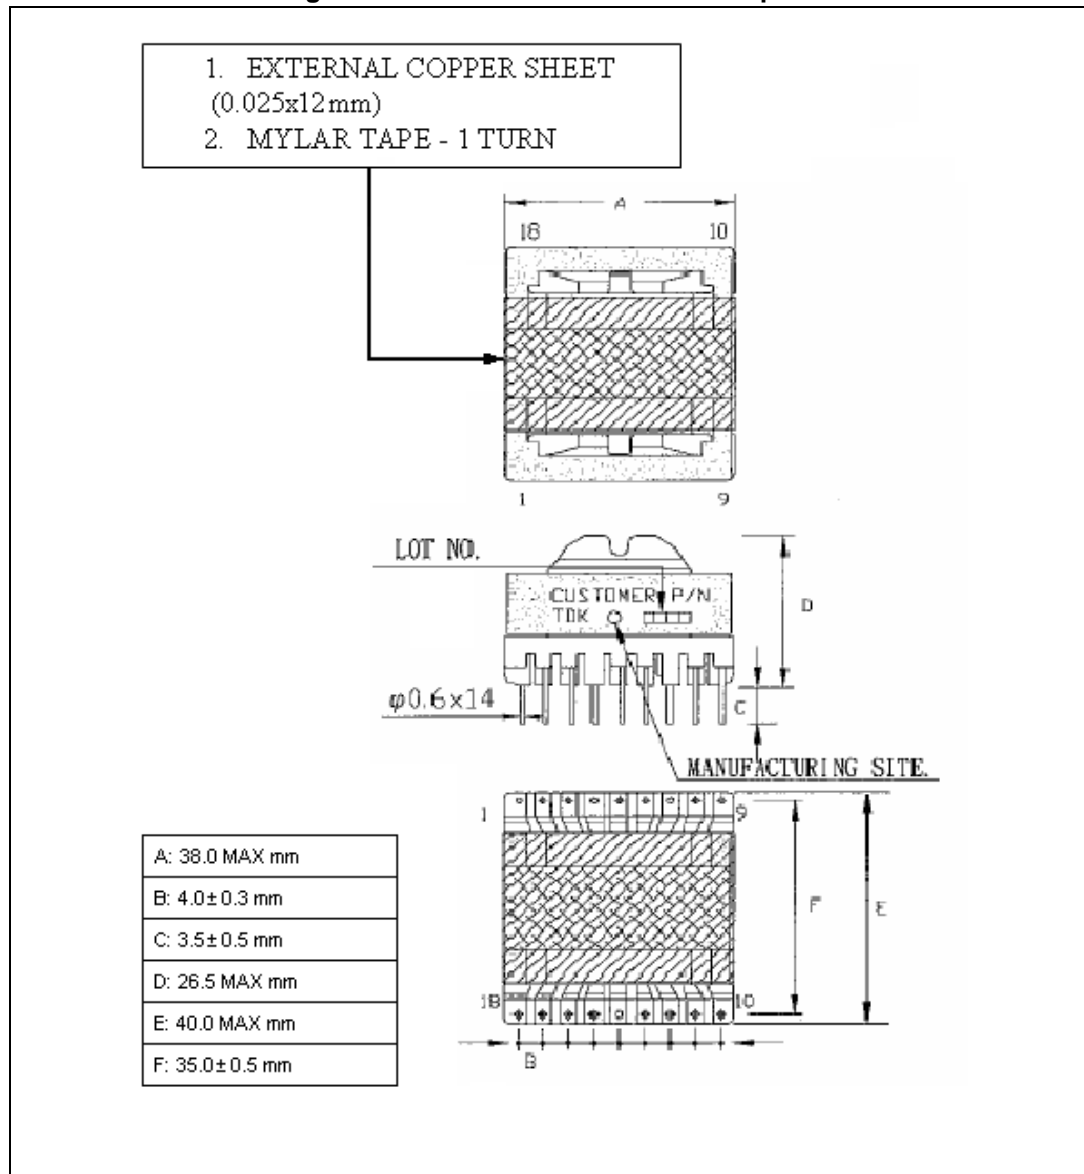 1. EXTERNAL COPPER SHEET
(0.025x12mm)
2. MYLAR TAPE - 1 TURN
A
18 10
1 9
LOT NO.
CUSTOMER P/N
TDK
D
φ0.6x14
C
MANUFACTURING SITE.
1 9
F
E
18 10
B
A: 38.0 MAX mm
B: 4.0±0.3 mm
C: 3.5±0.5 mm
D: 26.5 MAX mm
E: 40.0 MAX mm
F: 35.0±0.5 mm